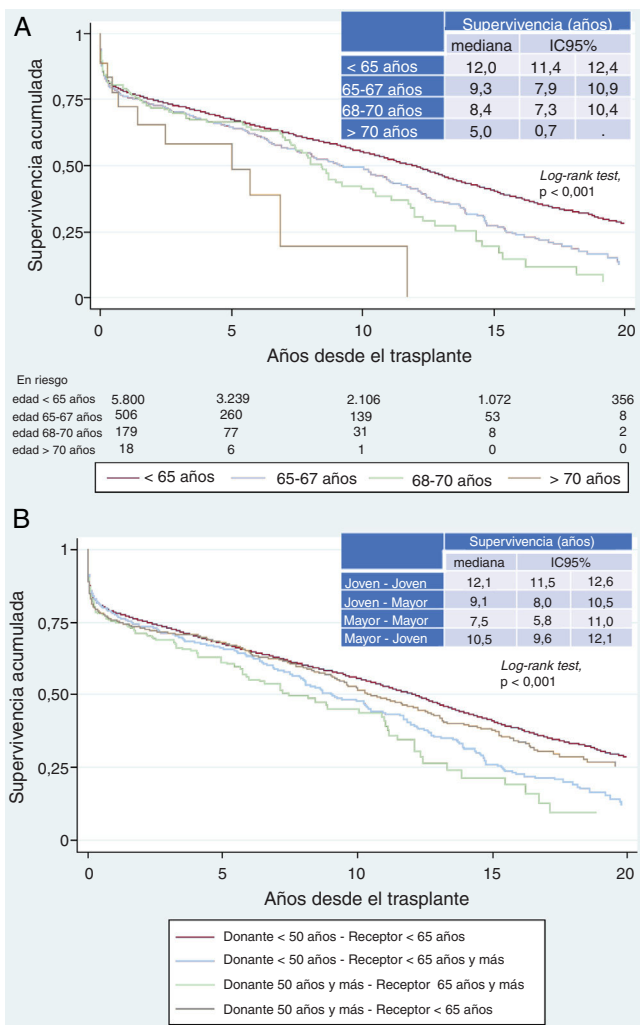 A
Supervivencia (años)
mediana IC95%
< 65 años 12,0 11,4 12,4
65-67 años 9,3 7,9 10,9
68-70 años 8,4 7,3 10,4
> 70 años 5,0 0,7 .
Log-rank test,
p < 0,001
Supervivencia acumulada
1
0,75
0,50
0,25
0
0 5 10 15 20
Años desde el trasplante
En riesgo
edad < 65 años 5.800 3.239 2.106 1.072 356
edad 65-67 años 506 260 139 53 8
edad 68-70 años 179 77 31 8 2
edad > 70 años 18 6 1 0 0
< 65 años 65-67 años 68-70 años > 70 años
B
Supervivencia (años)
mediana IC95%
Joven - Joven 12,1 11,5 12,6
Joven - Mayor 9,1 8,0 10,5
Mayor - Mayor 7,5 5,8 11,0
Mayor - Joven 10,5 9,6 12,1
Log-rank test,
p < 0,001
Supervivencia acumulada
1
0,75
0,50
0,25
0
0 5 10 15 20
Años desde el trasplante
Donante < 50 años - Receptor < 65 años
Donante < 50 años - Receptor < 65 años y más
Donante 50 años y más - Receptor 65 años y más
Donante 50 años y más - Receptor < 65 años